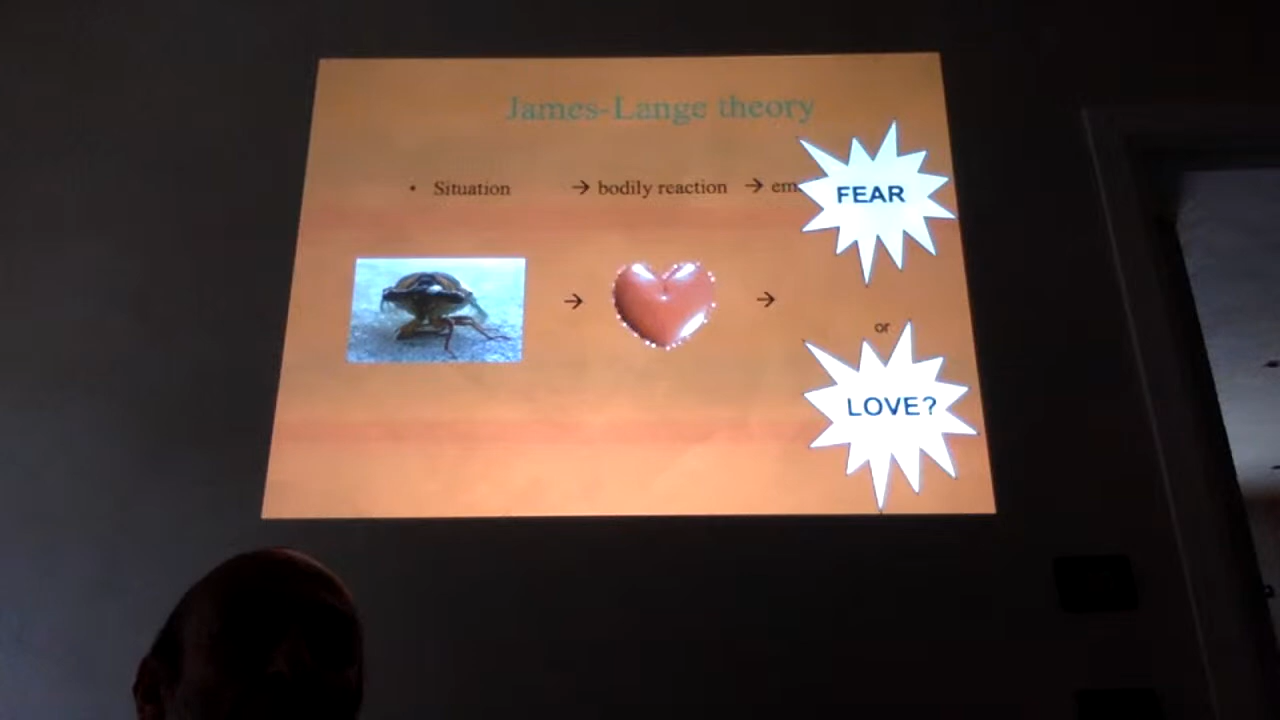 James-Lange theory
• Situation → bodily reaction → em
FEAR
→ →
or
LOVE?